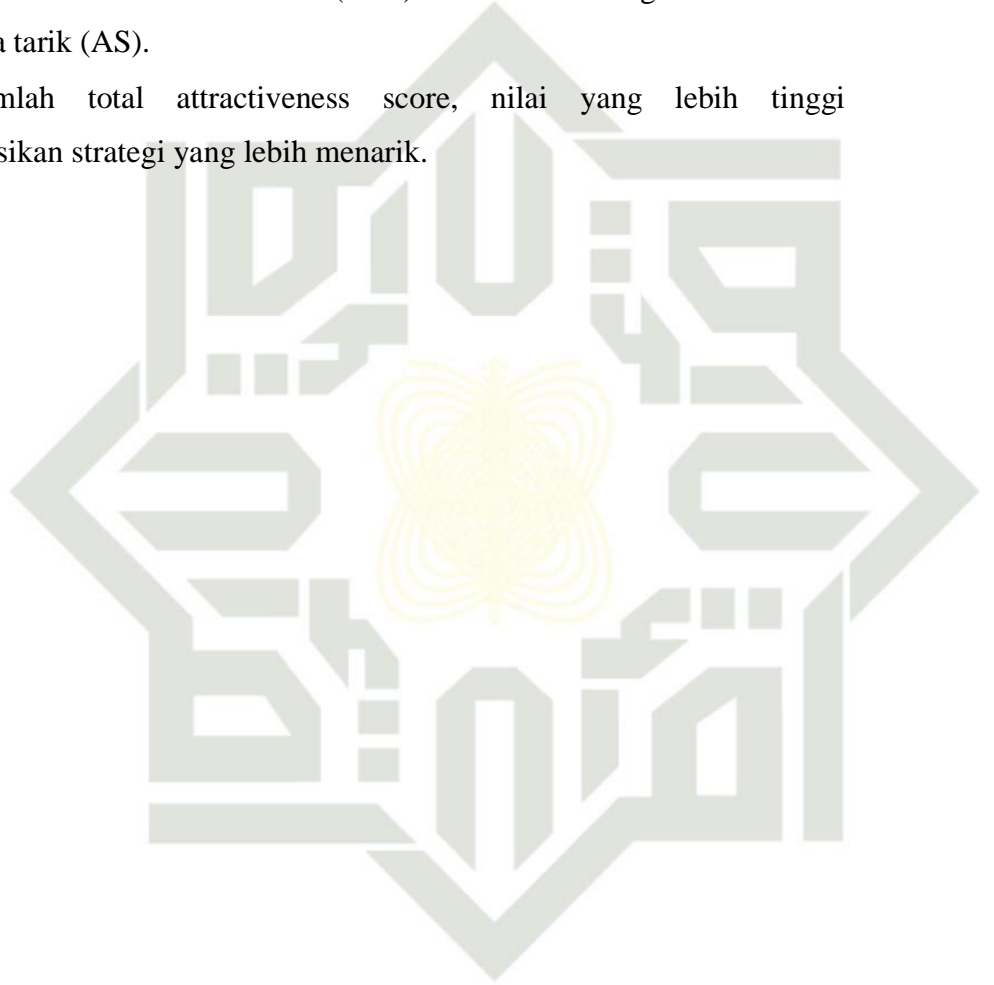 a tarik (AS).
mlah total attractiveness score, nilai yang lebih tinggi
sikan strategi yang lebih menarik.